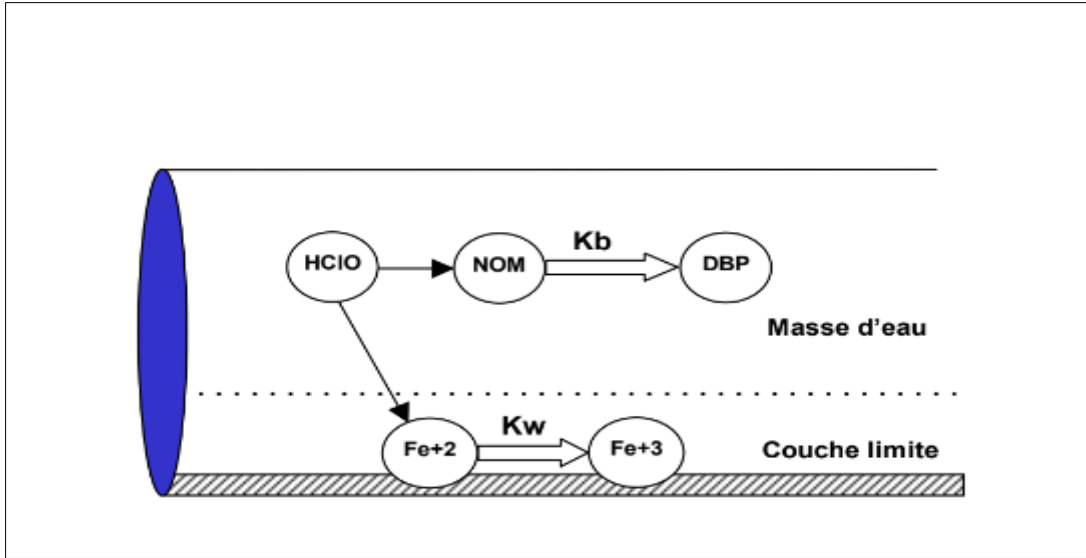 Kb
HClO
NOM
DBP
Masse d'eau
Kw
Fe+2
Fe+3
Couche limite